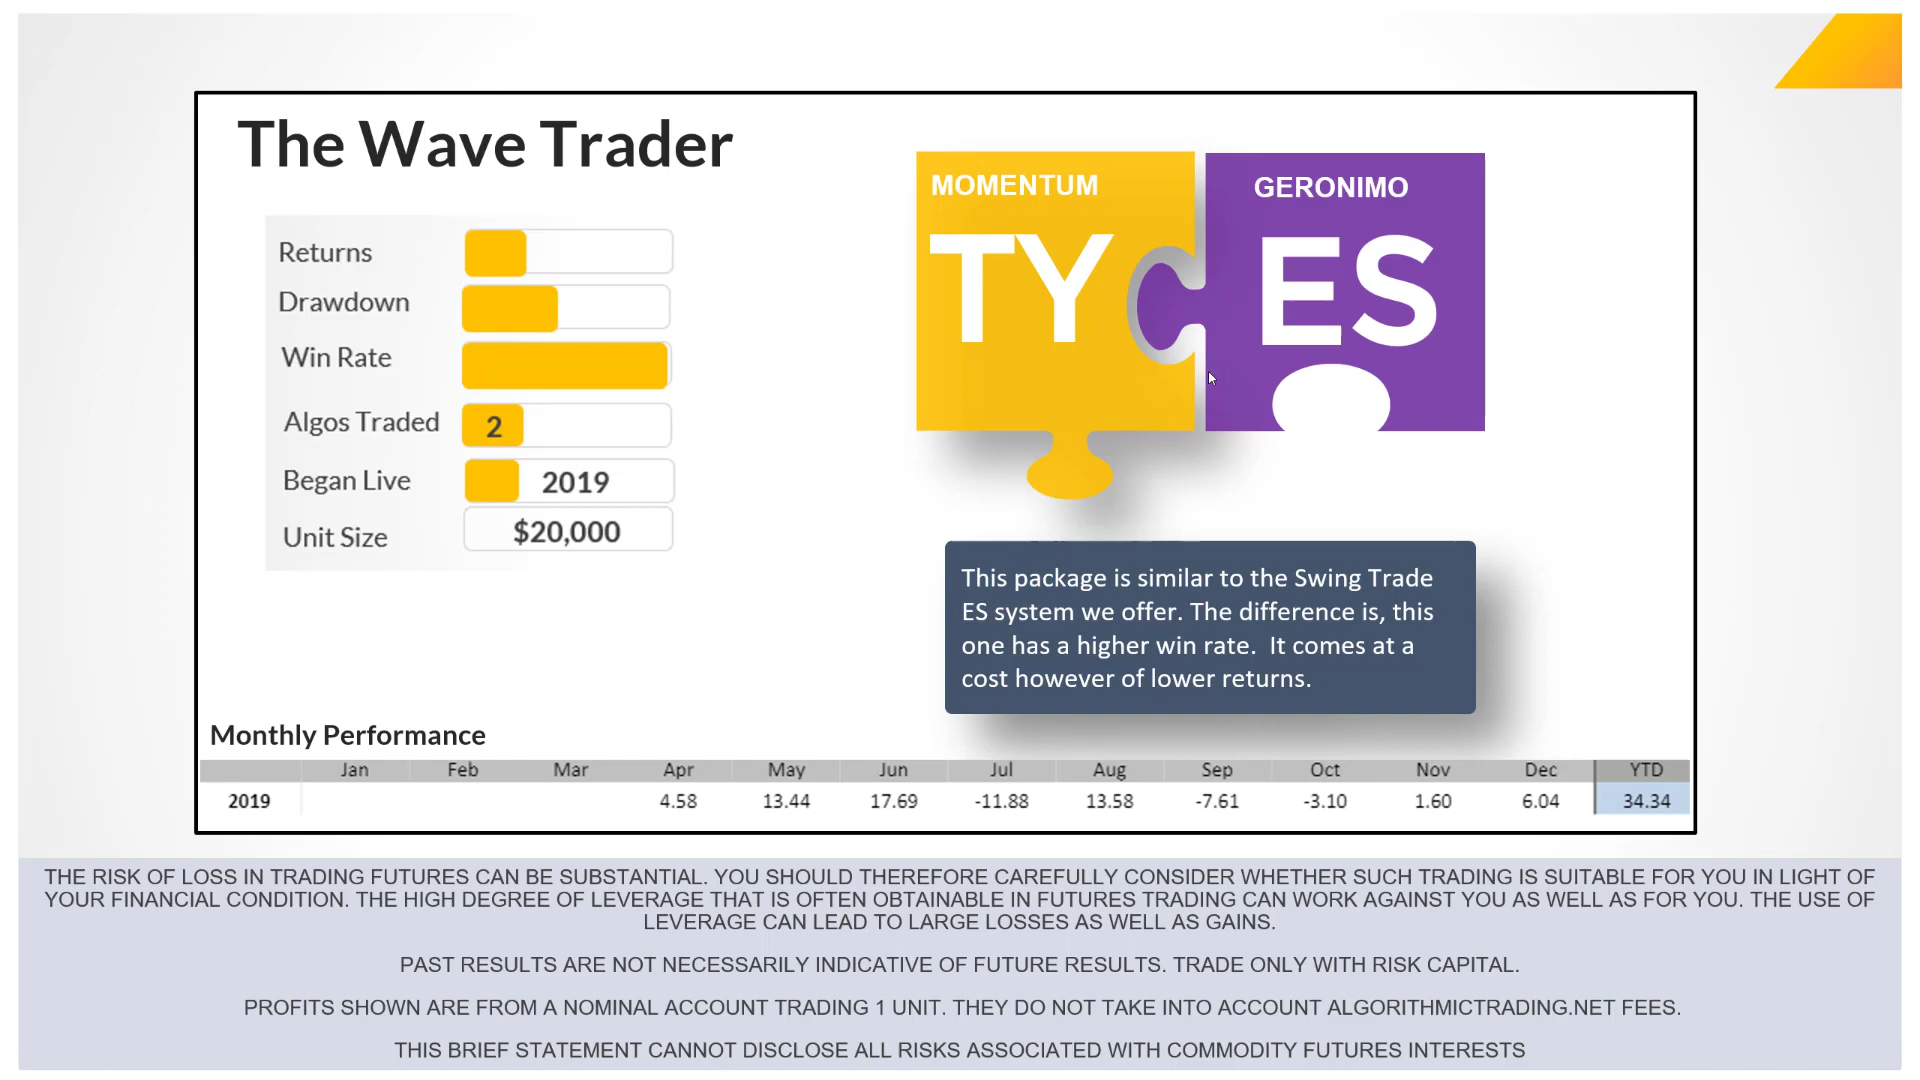 The Wave Trader
Returns
Drawdown
Win Rate
Algos Traded 2
Began Live 2019
Unit Size $20,000
MOMENTUM
TY
GERONIMO
ES
This package is similar to the Swing Trade
ES system we offer. The difference is, this
one has a higher win rate. It comes at a
cost however of lower returns.
Monthly Performance
Jan Feb Mar Apr May Jun Jul Aug Sep Oct Nov Dec YTD
2019 4.58 13.44 17.69 -11.88 13.58 -7.61 -3.10 1.60 6.04 34.34
THE RISK OF LOSS IN TRADING FUTURES CAN BE SUBSTANTIAL. YOU SHOULD THEREFORE CAREFULLY CONSIDER WHETHER SUCH TRADING IS SUITABLE FOR YOU IN LIGHT OF
YOUR FINANCIAL CONDITION. THE HIGH DEGREE OF LEVERAGE THAT IS OFTEN OBTAINABLE IN FUTURES TRADING CAN WORK AGAINST YOU AS WELL AS FOR YOU. THE USE OF
LEVERAGE CAN LEAD TO LARGE LOSSES AS WELL AS GAINS.
PAST RESULTS ARE NOT NECESSARILY INDICATIVE OF FUTURE RESULTS. TRADE ONLY WITH RISK CAPITAL.
PROFITS SHOWN ARE FROM A NOMINAL ACCOUNT TRADING 1 UNIT. THEY DO NOT TAKE INTO ACCOUNT ALGORITHMICTRADING.NET FEES.
THIS BRIEF STATEMENT CANNOT DISCLOSE ALL RISKS ASSOCIATED WITH COMMODITY FUTURES INTERESTS